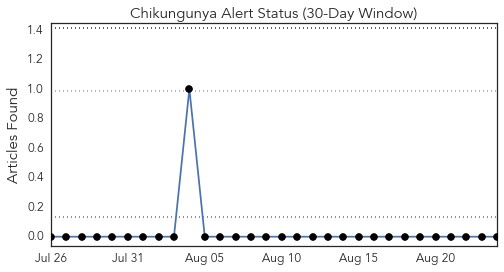 Chikungunya Alert Status (30-Day Window)
Articles Found
1.4
1.2
1.0
0.8
0.6
0.4
0.2
0.0
Jul 26 Jul 31 Aug 05 Aug 10 Aug 15 Aug 20